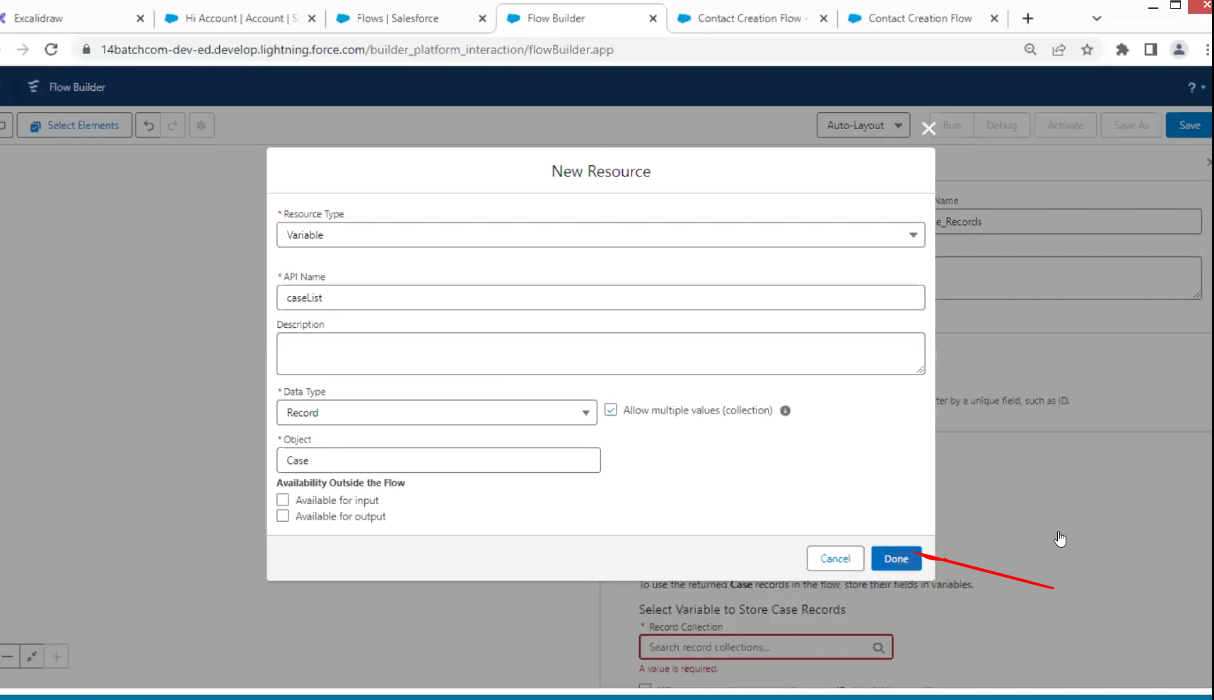 Excalidraw
Hi Account | Account | S
Flows | Salesforce
Flow Builder
Contact Creation Flow -
Contact Creation Flow
14batchcom-dev-ed.develop.lightning.force.com/builder_platform_interaction/flowBuilder.app
Flow Builder
?
Select Elements
Auto-Layout
Run
Debug
Activate
Save As
Save
New Resource
* Resource Type
Variable
Name
e_Records
* API Name
caseList
Description
* Data Type
Record
Allow multiple values (collection)
ter by a unique field, such as ID.
* Object
Case
Availability Outside the Flow
Available for input
Available for output
Cancel
Done
To use the returned Case records in the flow, store their fields in variables.
Select Variable to Store Case Records
* Record Collection
Search record collections...
A value is required.